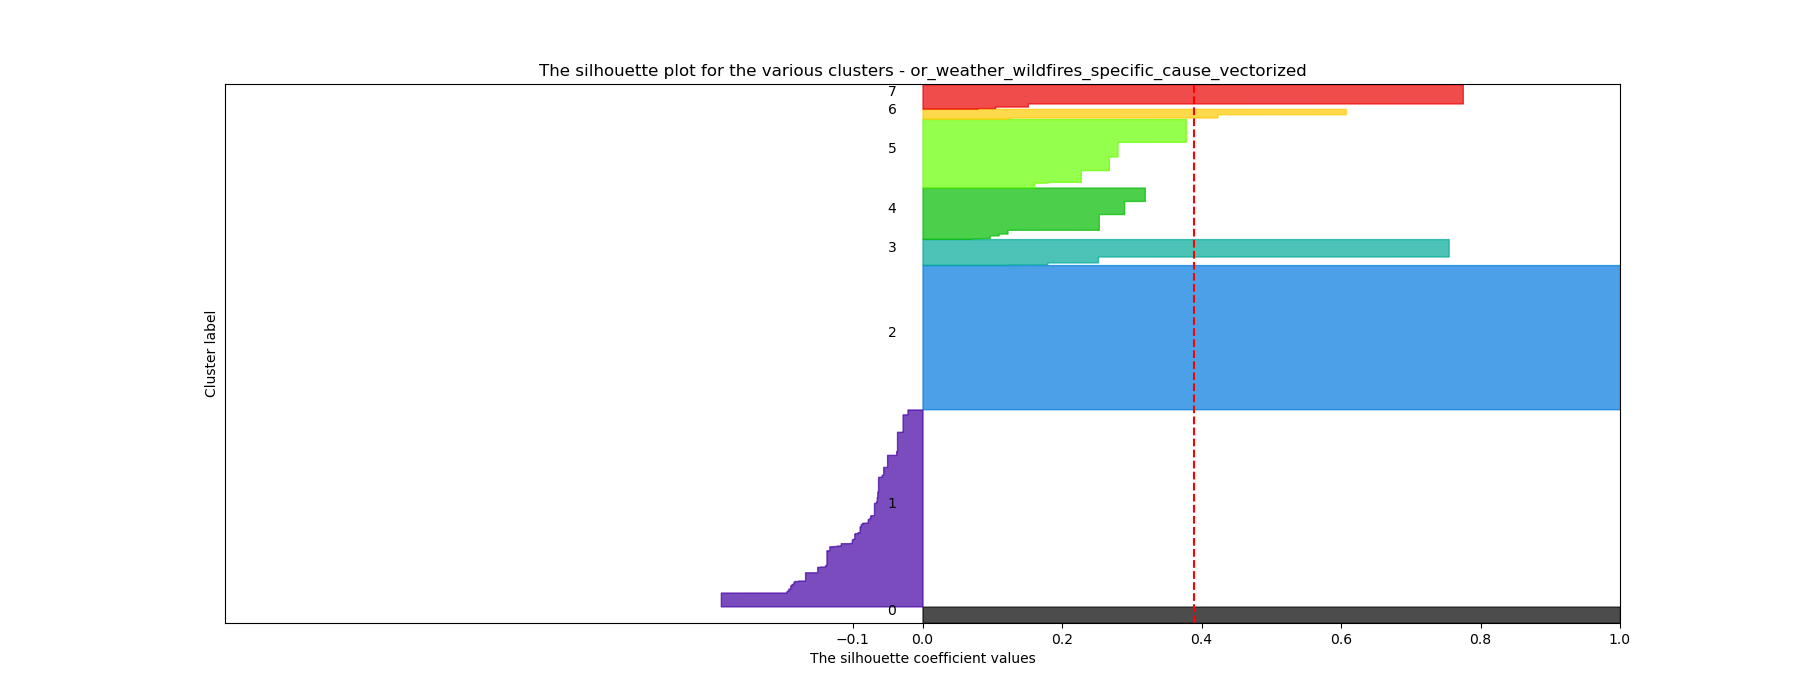 The silhouette plot for the various clusters - or_weather_wildfires_specific_cause_vectorized
7
6
5
4
3
2
1
0
Cluster label
−0.1 0.0 0.2 0.4 0.6 0.8 1.0
The silhouette coefficient values